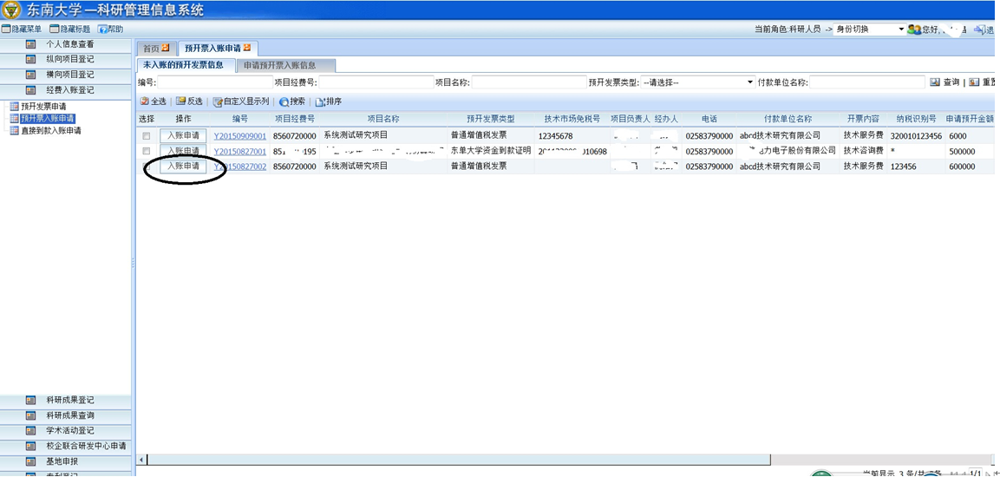 东南大学—科研管理信息系统
隐藏菜单 隐藏标题 帮助 当前角色:科研人员 -> 身份切换 您好, 退
个人信息查看
纵向项目登记
横向项目登记
经费入账登记
预开发票申请
预开票入账申请
直接到款入账申请
科研成果登记
科研成果查询
学术活动登记
校企联合研发中心申请
基地申报
专利登记
首页 预开票入账申请
未入账的预开发票信息 申请预开票入账信息
编号: 项目经费号: 项目名称: 预开发票类型: --请选择-- 付款单位名称: 查询 | 重置
全选 | 反选 | 自定义显示列 | 搜索 | 排序
选择 操作 编号 项目经费号 项目名称 预开发票类型 技术市场免税号 项目负责人 经办人 电话 付款单位名称 开票内容 纳税识别号 申请预开金额
入账申请 Y20150909001 8560720000 系统测试研究项目 普通增值税发票 12345678 02583790000 abrd技术研究有限公司 技术服务费 320010123456 6000
入账申请 Y20150827001 东单大学资金到款证明 02583790000 电力电子股份有限公司 技术咨询费 * 500000
入账申请 Y20150827002 8560720000 系统测试研究项目 普通增值税发票 02583790000 abcd技术研究有限公司 技术服务费 123456 600000
当前显示 3 条/共 条 1/1